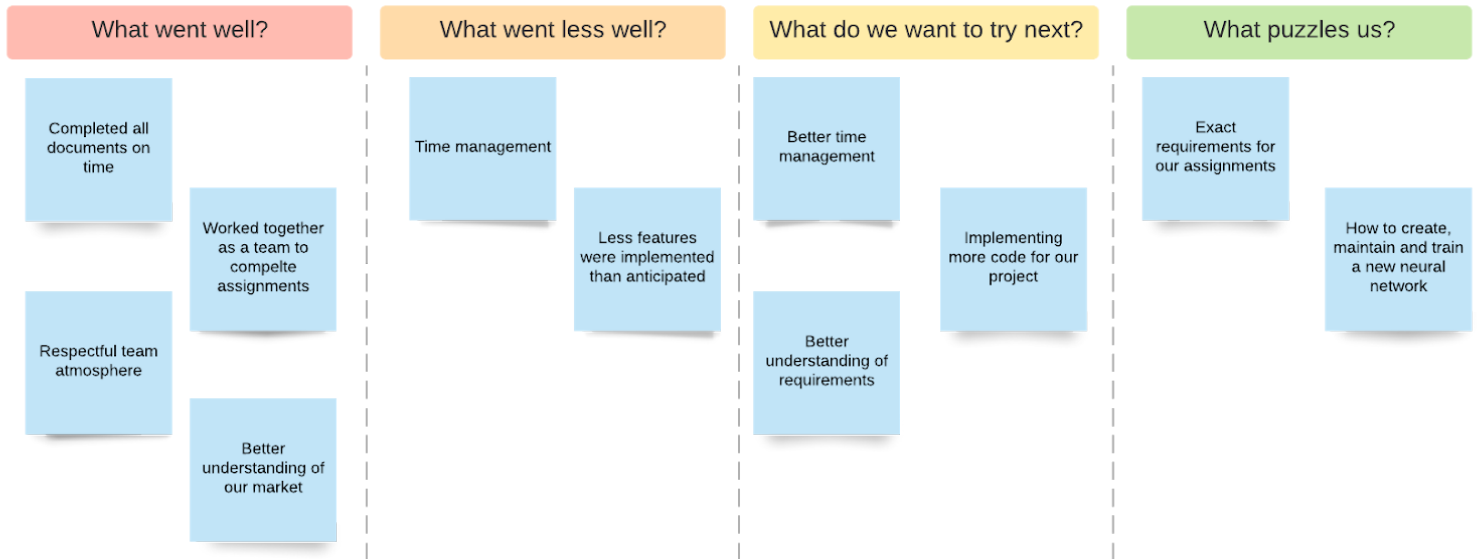 What went well?
Completed all
documents on
time
Worked together
as a team to
compelte
assignments
Respectful team
atmosphere
Better
understanding of
our market
What went less well?
Time management
Less features
were implemented
than anticipated
What do we want to try next?
Better time
management
Implementing
more code for our
project
Better
understanding of
requirements
What puzzles us?
Exact
requirements for
our assignments
How to create,
maintain and train
a new neural
network